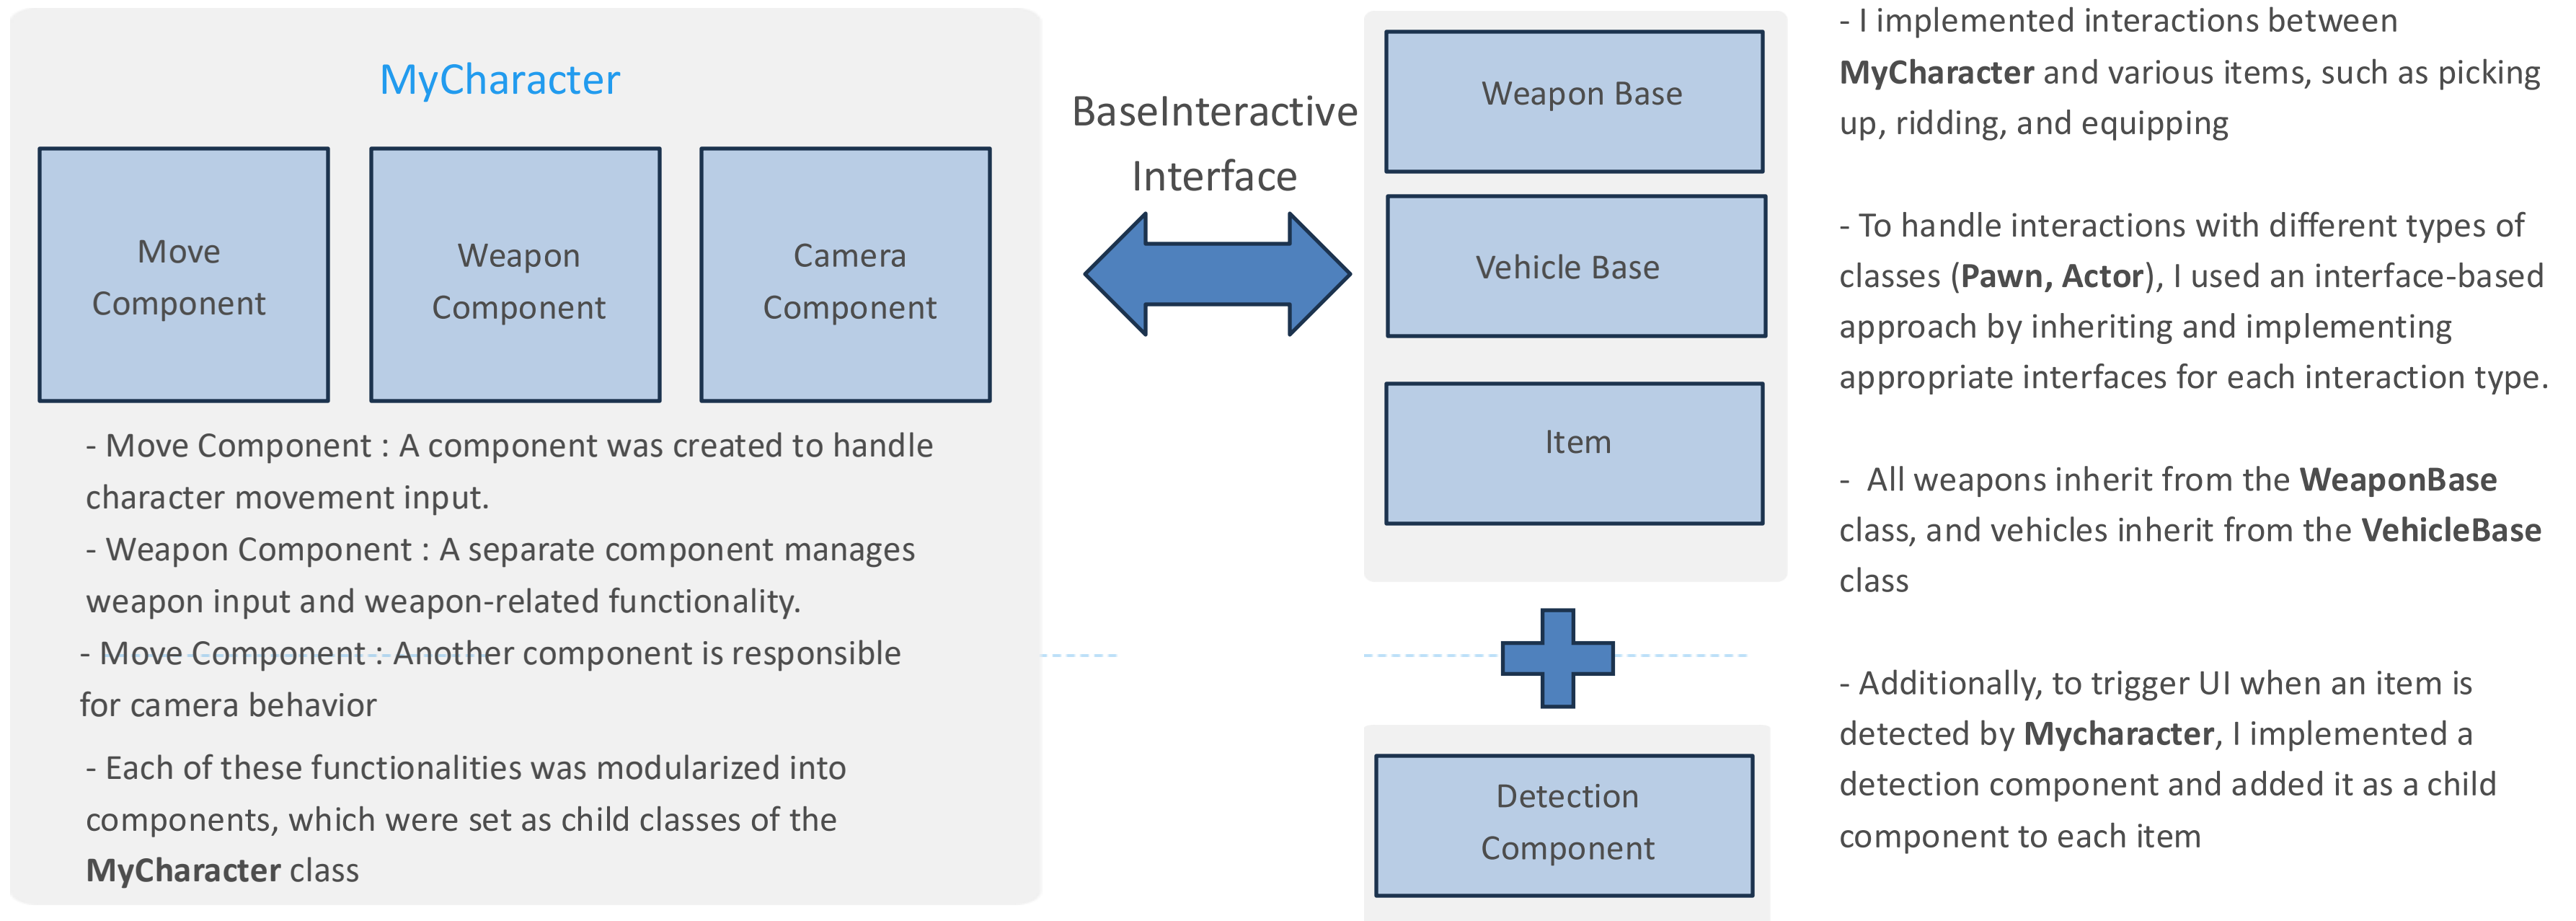 MyCharacter
Move
Component
Weapon
Component
Camera
Component
- Move Component : A component was created to handle
character movement input.
- Weapon Component : A separate component manages
weapon input and weapon-related functionality.
- Move Component : Another component is responsible
for camera behavior
- Each of these functionalities was modularized into
components, which were set as child classes of the
MyCharacter class
BaseInteractive
Interface
Weapon Base
Vehicle Base
Item
Detection
Component
- I implemented interactions between
MyCharacter and various items, such as picking
up, ridding, and equipping
- To handle interactions with different types of
classes (Pawn, Actor), I used an interface-based
approach by inheriting and implementing
appropriate interfaces for each interaction type.
- All weapons inherit from the WeaponBase
class, and vehicles inherit from the VehicleBase
class
- Additionally, to trigger UI when an item is
detected by Mycharacter, I implemented a
detection component and added it as a child
component to each item